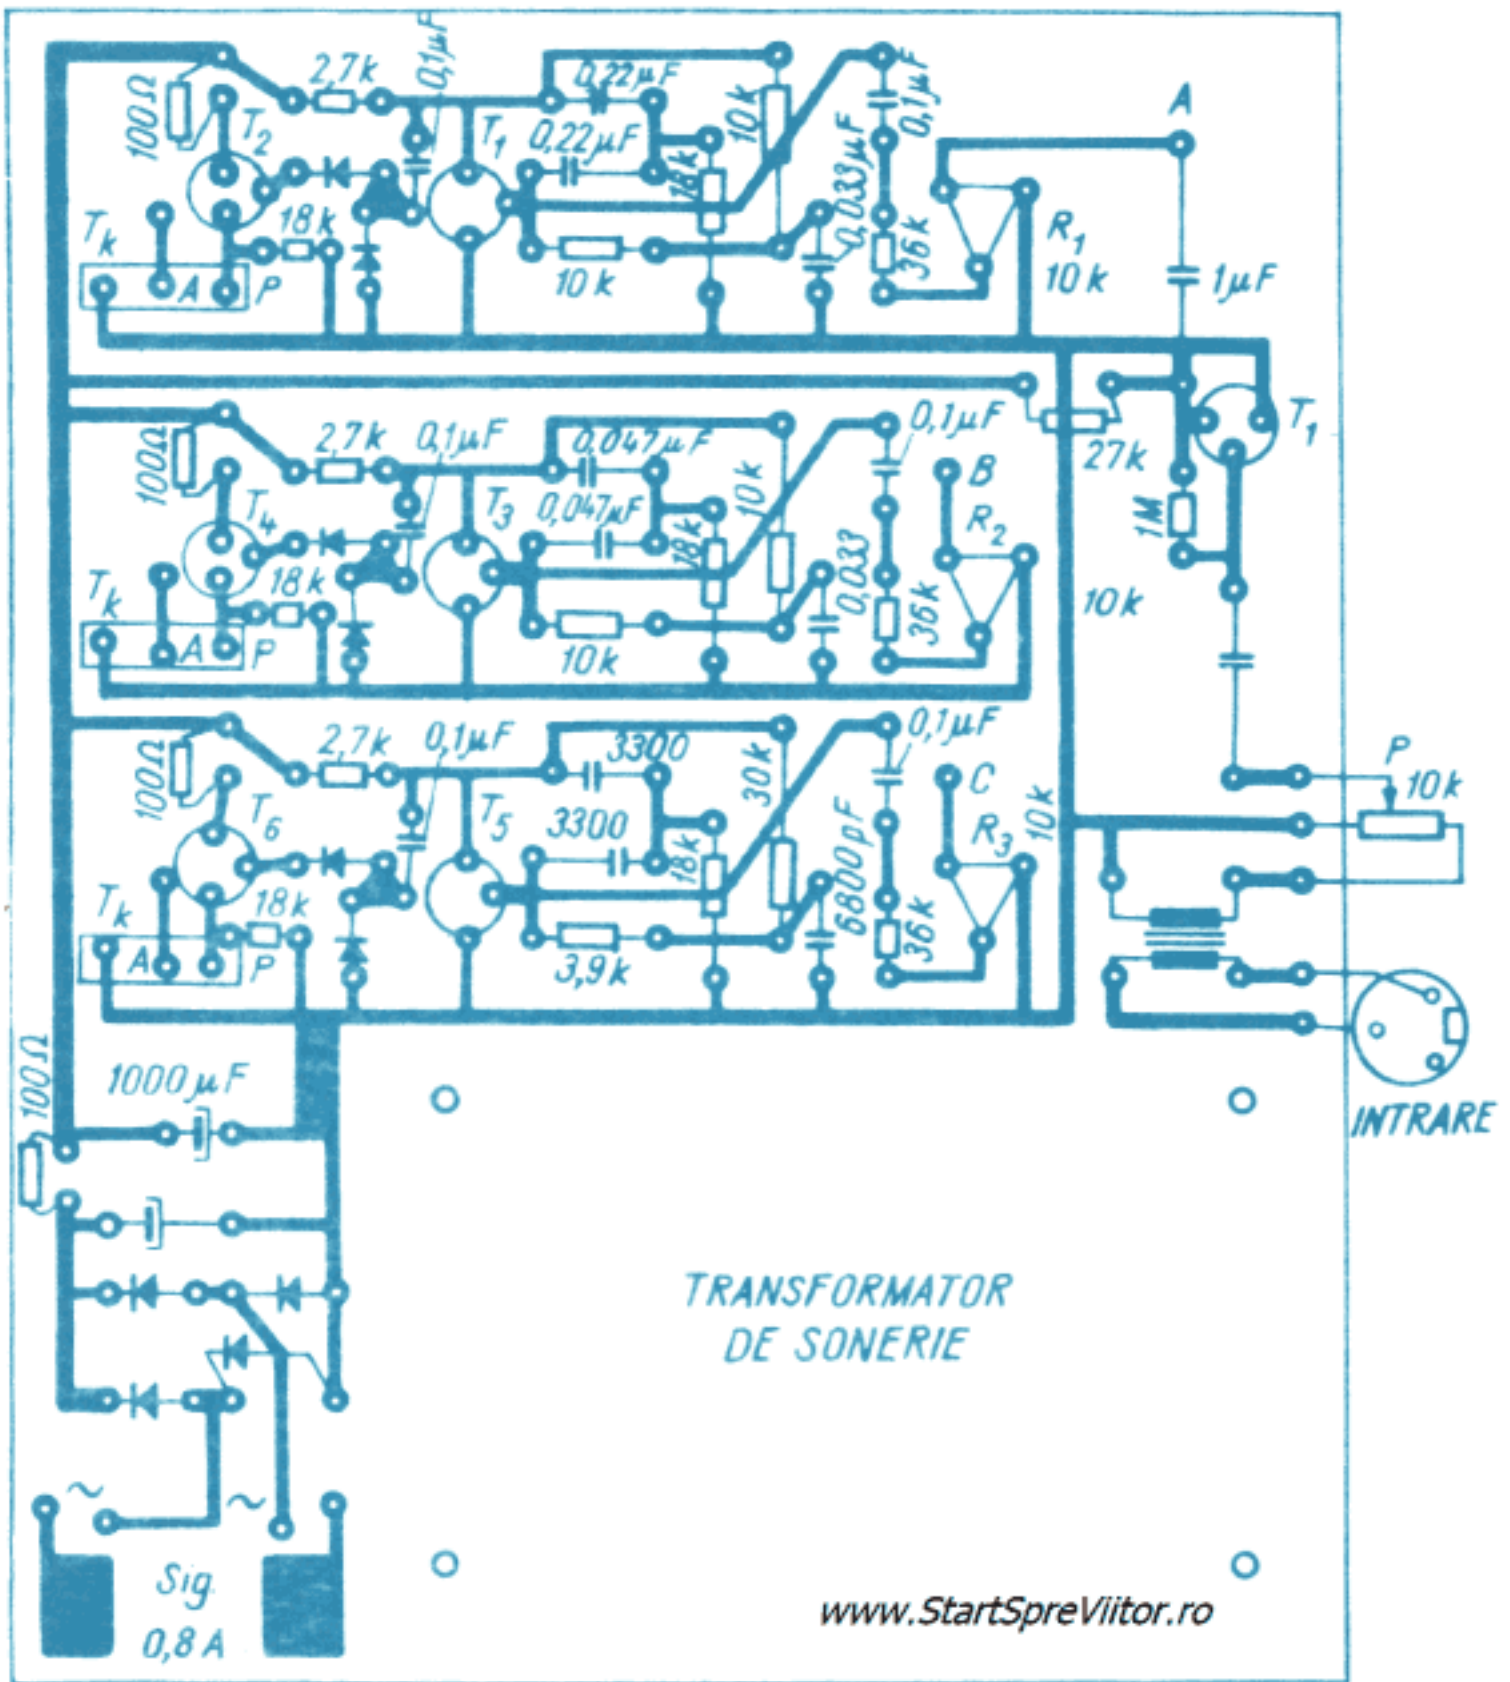 0,1μF
2,7k
0,22μF
0,1μF
100Ω
T2
T1
0,22μF
10k
A
18k
0,033μF
Tk
18k
36k
R1
10k
1μF
A
P
10k
2,7k
0,1μF
0,047μF
0,1μF
T1
27k
100Ω
T4
T3
0,047μF
10k
B
R2
1M
18k
0,033
Tk
18k
36k
10k
A
P
10k
2,7k
0,1μF
3300
0,1μF
P
10k
100Ω
T6
T5
3300
30k
C
R3
10k
18k
6800pF
Tk
18k
36k
A
P
3,9k
100Ω
1000μF
INTRARE
TRANSFORMATOR
DE SONERIE
~
~
Sig.
0,8A
www.StartSpreViitor.ro